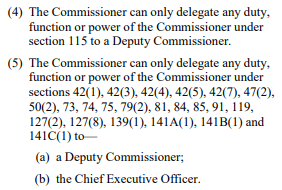 (4) The Commissioner can only delegate any duty,
function or power of the Commissioner under
section 115 to a Deputy Commissioner.
(5) The Commissioner can only delegate any duty,
function or power of the Commissioner under
sections 42(1), 42(3), 42(4), 42(5), 42(7), 47(2),
50(2), 73, 74, 75, 79(2), 81, 84, 85, 91, 119,
127(2), 127(8), 139(1), 141A(1), 141B(1) and
141C(1) to—
(a) a Deputy Commissioner;
(b) the Chief Executive Officer.